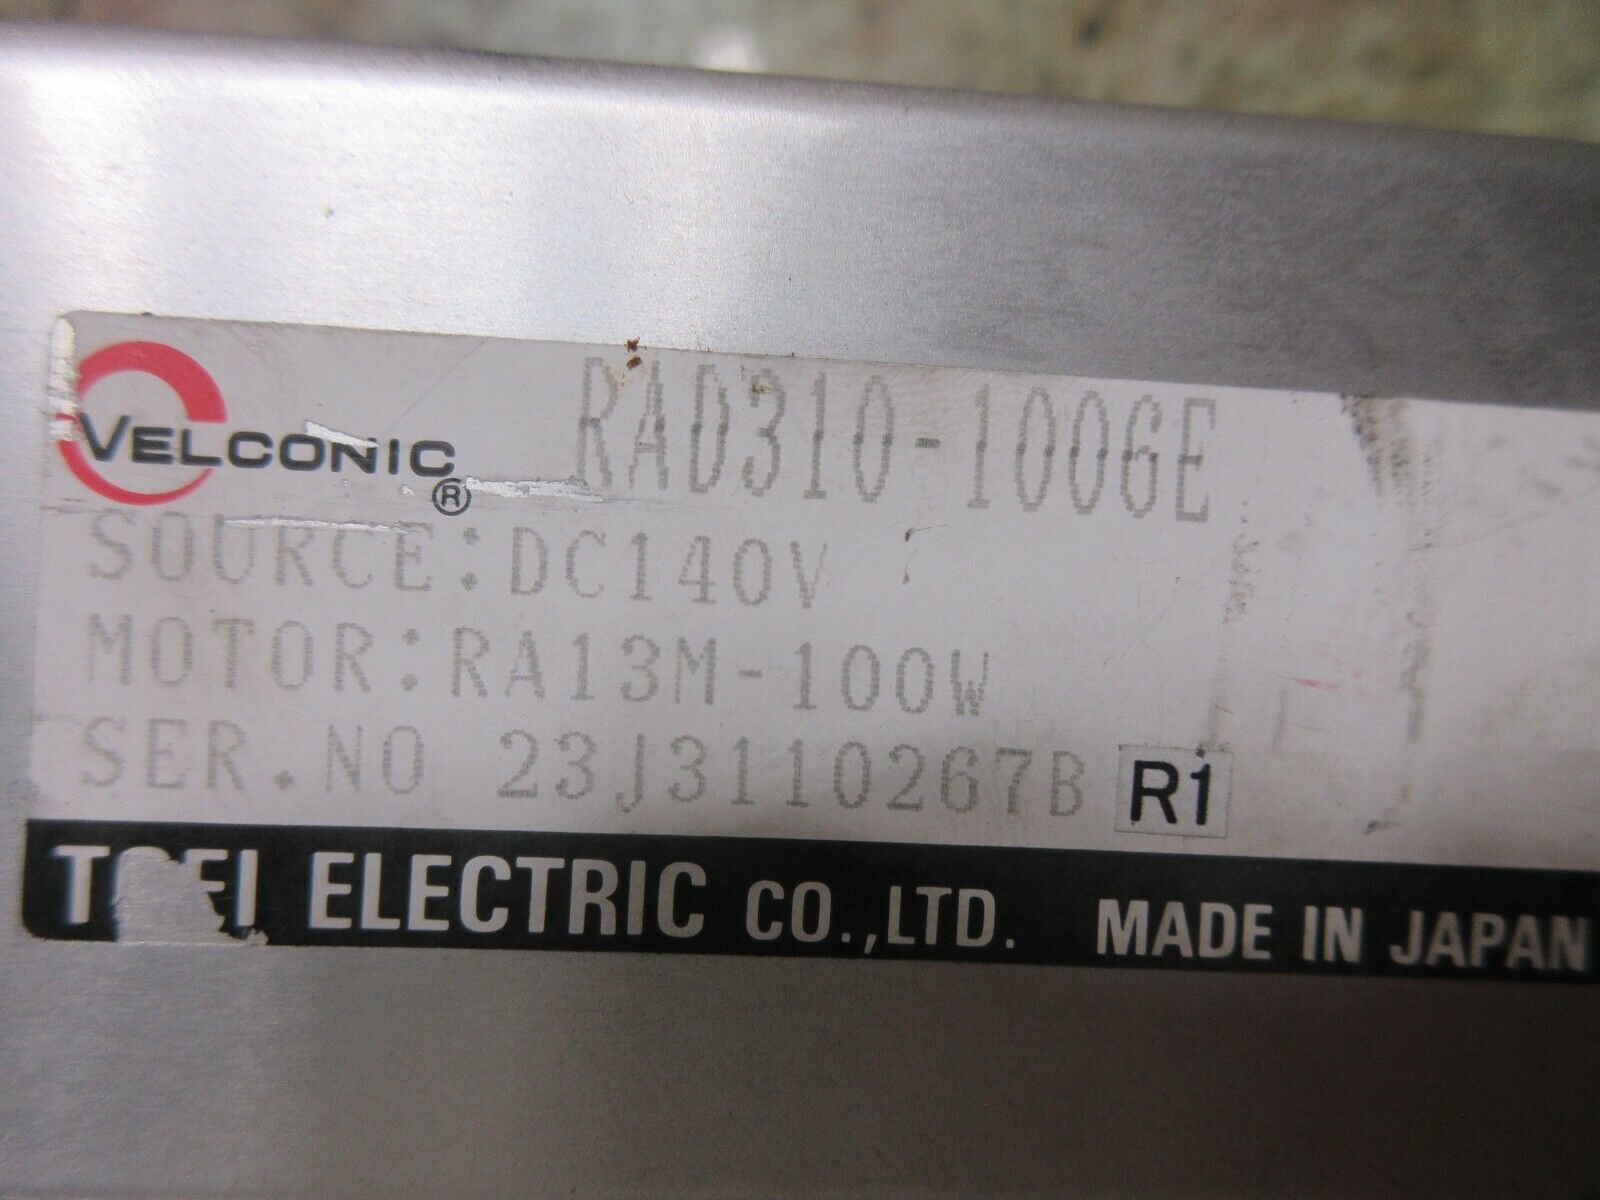 VELCONIC ® RAD310-1006E
SOURCE:DC140V
MOTOR:RA13M-100W
SER.NO 23J3110267B R1
ELECTRIC CO.,LTD. MADE IN JAPAN